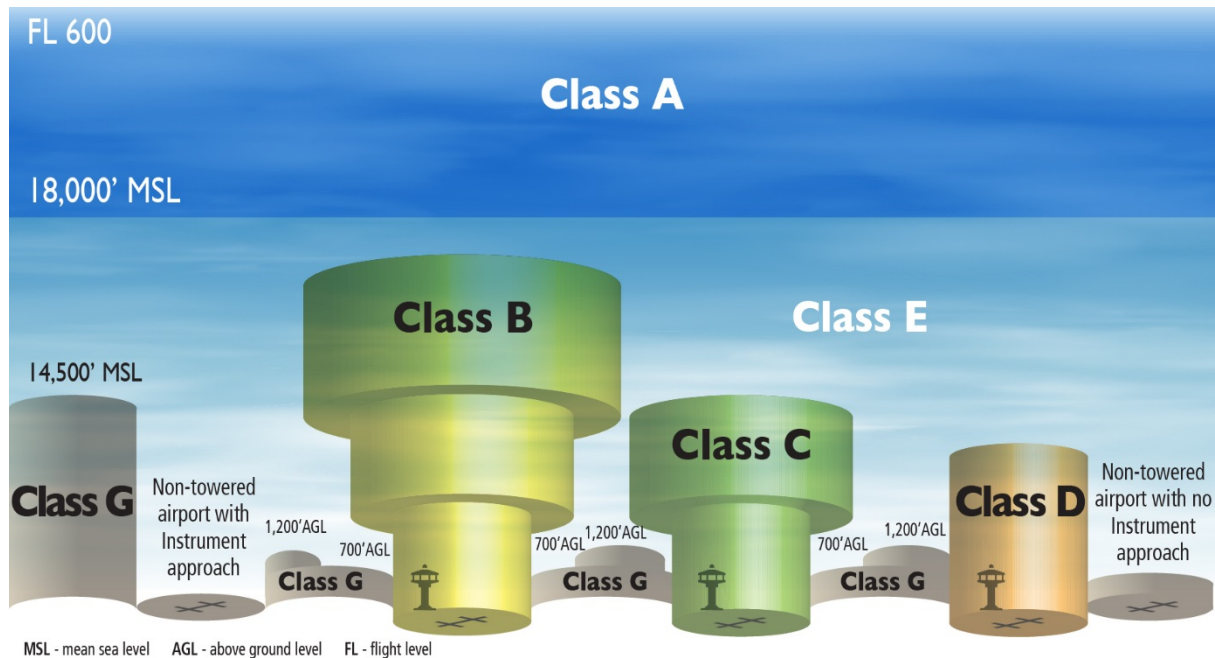 FL 600
Class A
18,000’ MSL
Class B
Class E
14,500’ MSL
Class G
Non-towered
airport with
Instrument
approach
1,200’AGL
700’AGL
Class G
700’AGL
1,200’AGL
Class G
Class C
700’AGL
1,200’AGL
Class G
Class D
Non-towered
airport with no
Instrument
approach
MSL - mean sea level AGL - above ground level FL - flight level